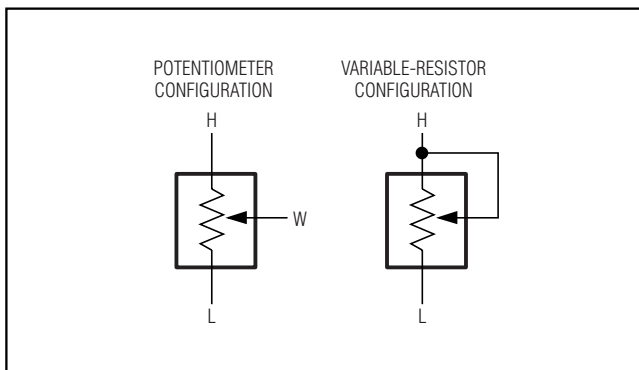 POTENTIOMETER
CONFIGURATION
H
W
L
VARIABLE-RESISTOR
CONFIGURATION
H
L